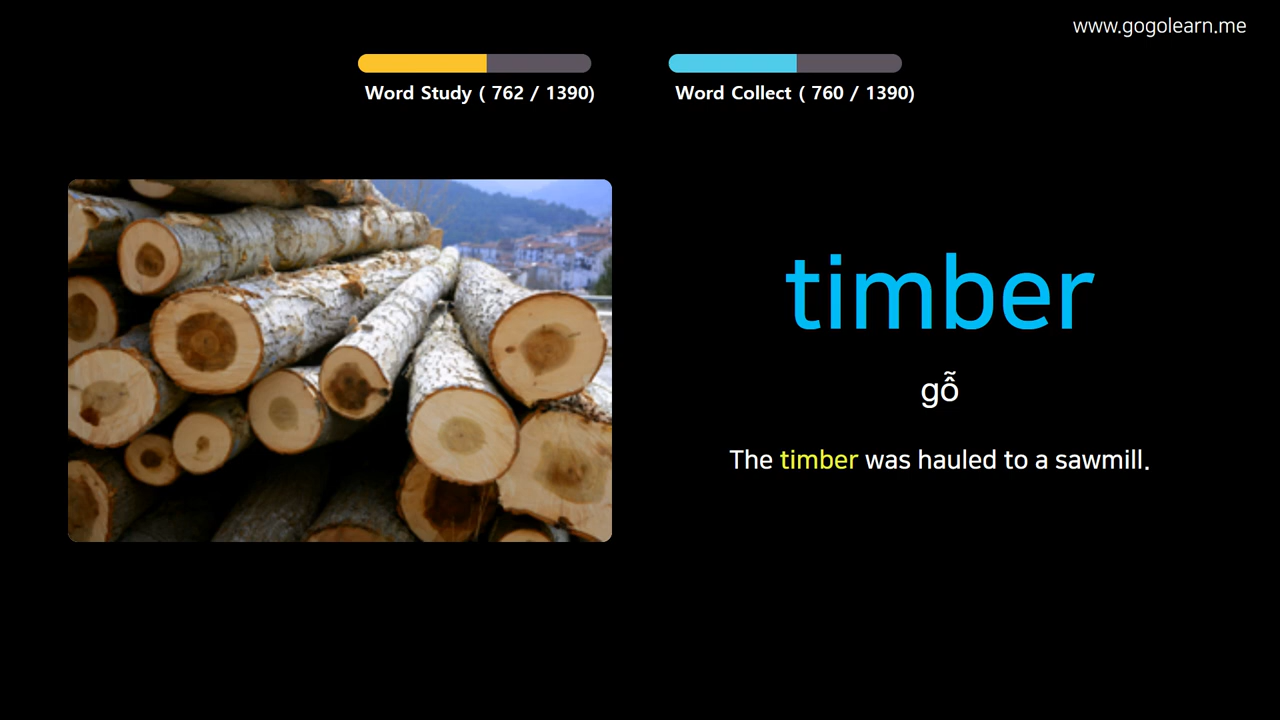 www.gogolearn.me
Word Study ( 762 / 1390)
Word Collect ( 760 / 1390)
timber
gỗ
The timber was hauled to a sawmill.